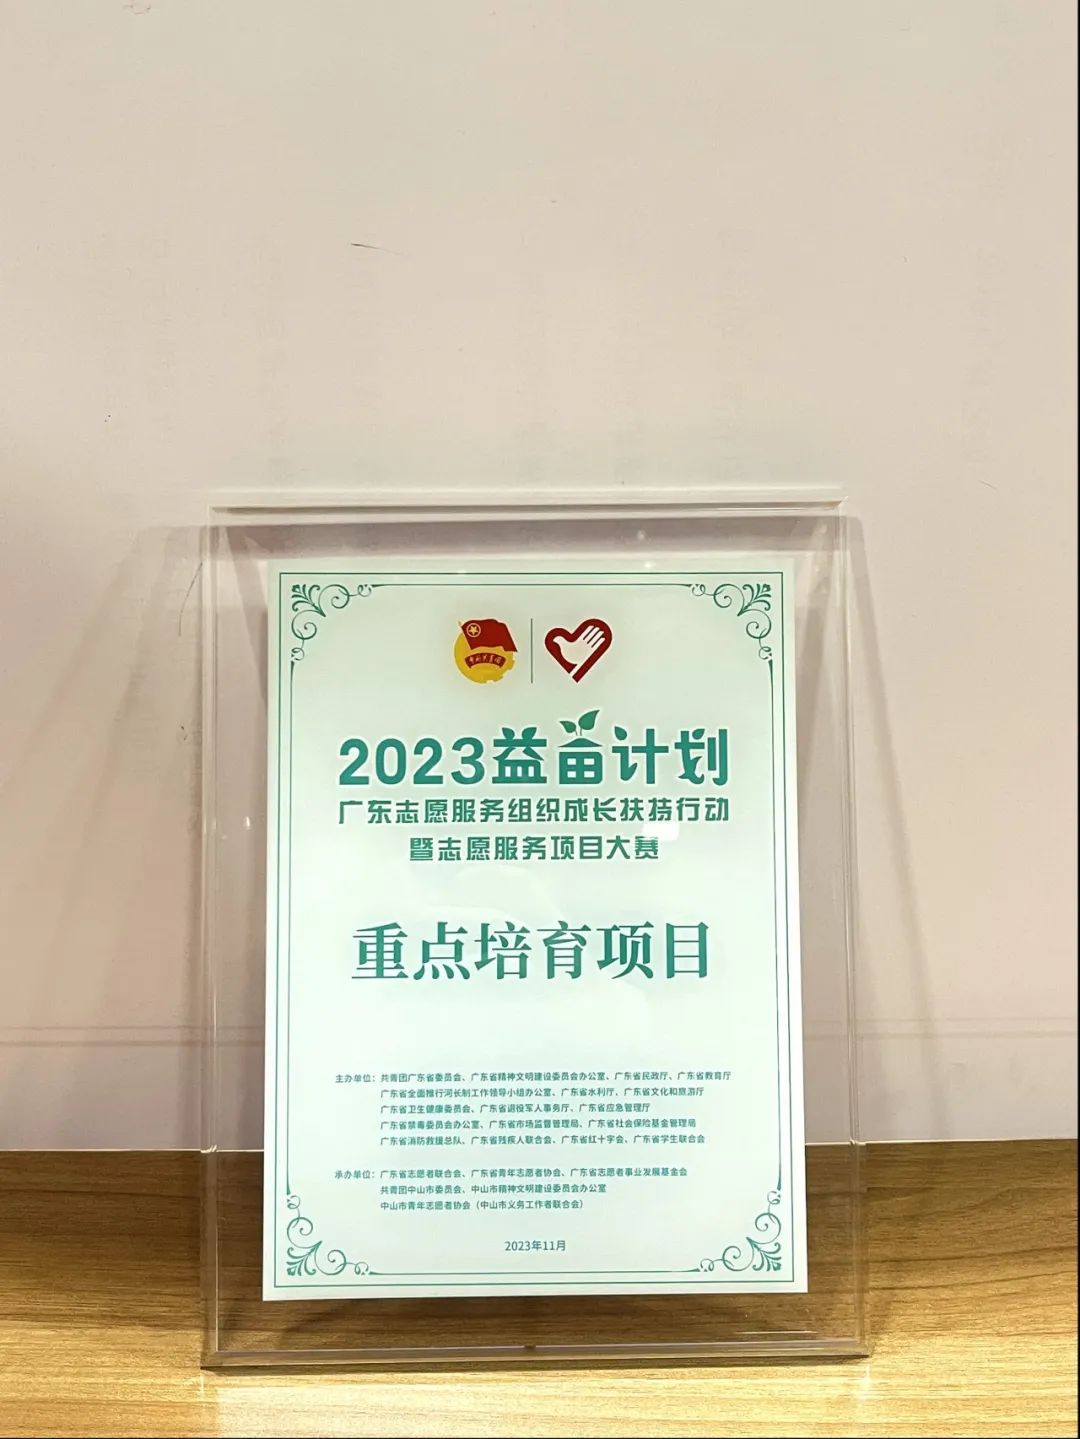 2023益苗计划
广东志愿服务组织成长扶持行动
暨志愿服务项目大赛
重点培育项目
主办单位：共青团广东省委员会、广东省精神文明建设委员会办公室、广东省民政厅、广东省教育厅
广东省全面推行河长制工作领导小组办公室、广东省水利厅、广东省文化和旅游厅
广东省卫生健康委员会、广东省退役军人事务厅、广东省应急管理厅
广东省禁毒委员会办公室、广东省市场监督管理局、广东省社会保险基金管理局
广东省消防救援总队、广东省残疾人联合会、广东省红十字会、广东省学生联合会
承办单位：广东省志愿者联合会、广东省青年志愿者协会、广东省志愿者事业发展基金会
共青团中山市委员会、中山市精神文明建设委员会办公室
中山市青年志愿者协会（中山市义务工作者联合会）
2023年11月